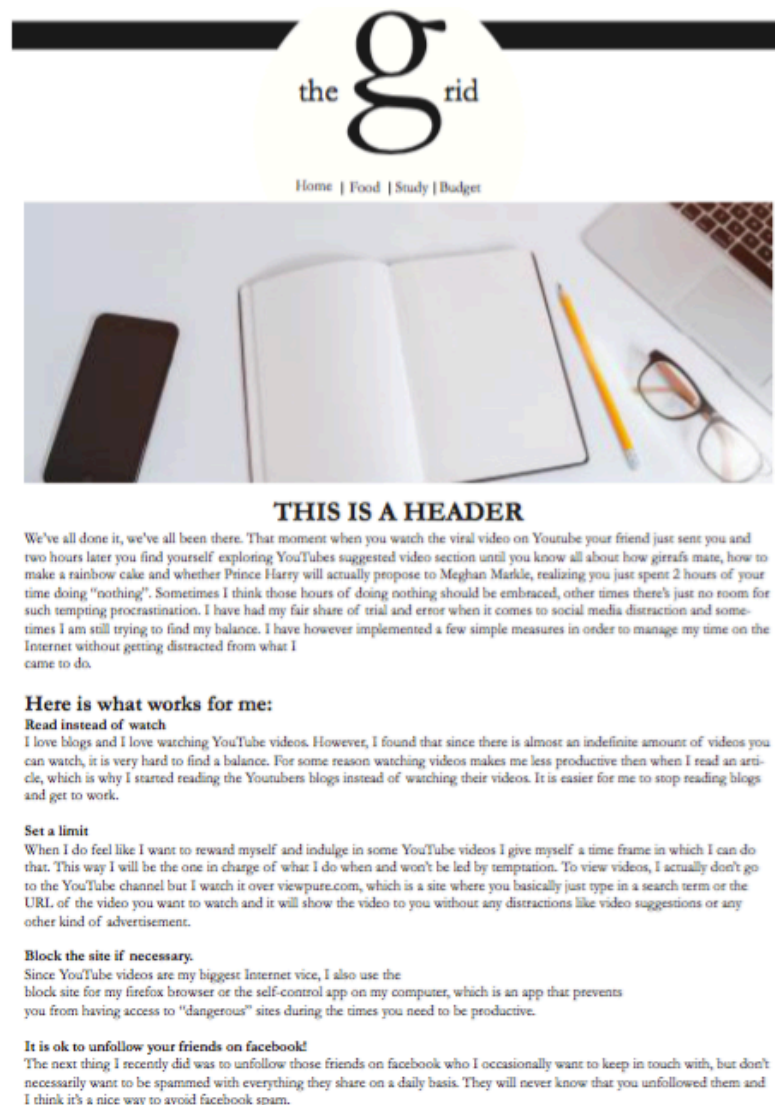 the grid
Home | Food | Study | Budget
THIS IS A HEADER
We've all done it, we've all been there. That moment when you watch the viral video on Youtube your friend just sent you and
two hours later you find yourself exploring YouTubes suggested video section until you know all about how girrafs mate, how to
make a rainbow cake and whether Prince Harry will actually propose to Meghan Markle, realizing you just spent 2 hours of your
time doing "nothing". Sometimes I think those hours of doing nothing should be embraced, other times there's just no room for
such tempting procrastination. I have had my fair share of trial and error when it comes to social media distraction and some-
times I am still trying to find my balance. I have however implemented a few simple measures in order to manage my time on the
Internet without getting distracted from what I
came to do.
Here is what works for me:
Read instead of watch
I love blogs and I love watching YouTube videos. However, I found that since there is almost an indefinite amount of videos you
can watch, it is very hard to find a balance. For some reason watching videos makes me less productive then when I read an arti-
cle, which is why I started reading the Youtubers blogs instead of watching their videos. It is easier for me to stop reading blogs
and get to work.
Set a limit
When I do feel like I want to reward myself and indulge in some YouTube videos I give myself a time frame in which I can do
that. This way I will be the one in charge of what I do when and won't be led by temptation. To view videos, I actually don't go
to the YouTube channel but I watch it over viewpure.com, which is a site where you basically just type in a search term or the
URL of the video you want to watch and it will show the video to you without any distractions like video suggestions or any
other kind of advertisement.
Block the site if necessary.
Since YouTube videos are my biggest Internet vice, I also use the
block site for my firefox browser or the self-control app on my computer, which is an app that prevents
you from having access to "dangerous" sites during the times you need to be productive.
It is ok to unfollow your friends on facebook!
The next thing I recently did was to unfollow those friends on facebook who I occasionally want to keep in touch with, but don't
necessarily want to be spammed with everything they share on a daily basis. They will never know that you unfollowed them and
I think it's a nice way to avoid facebook spam.